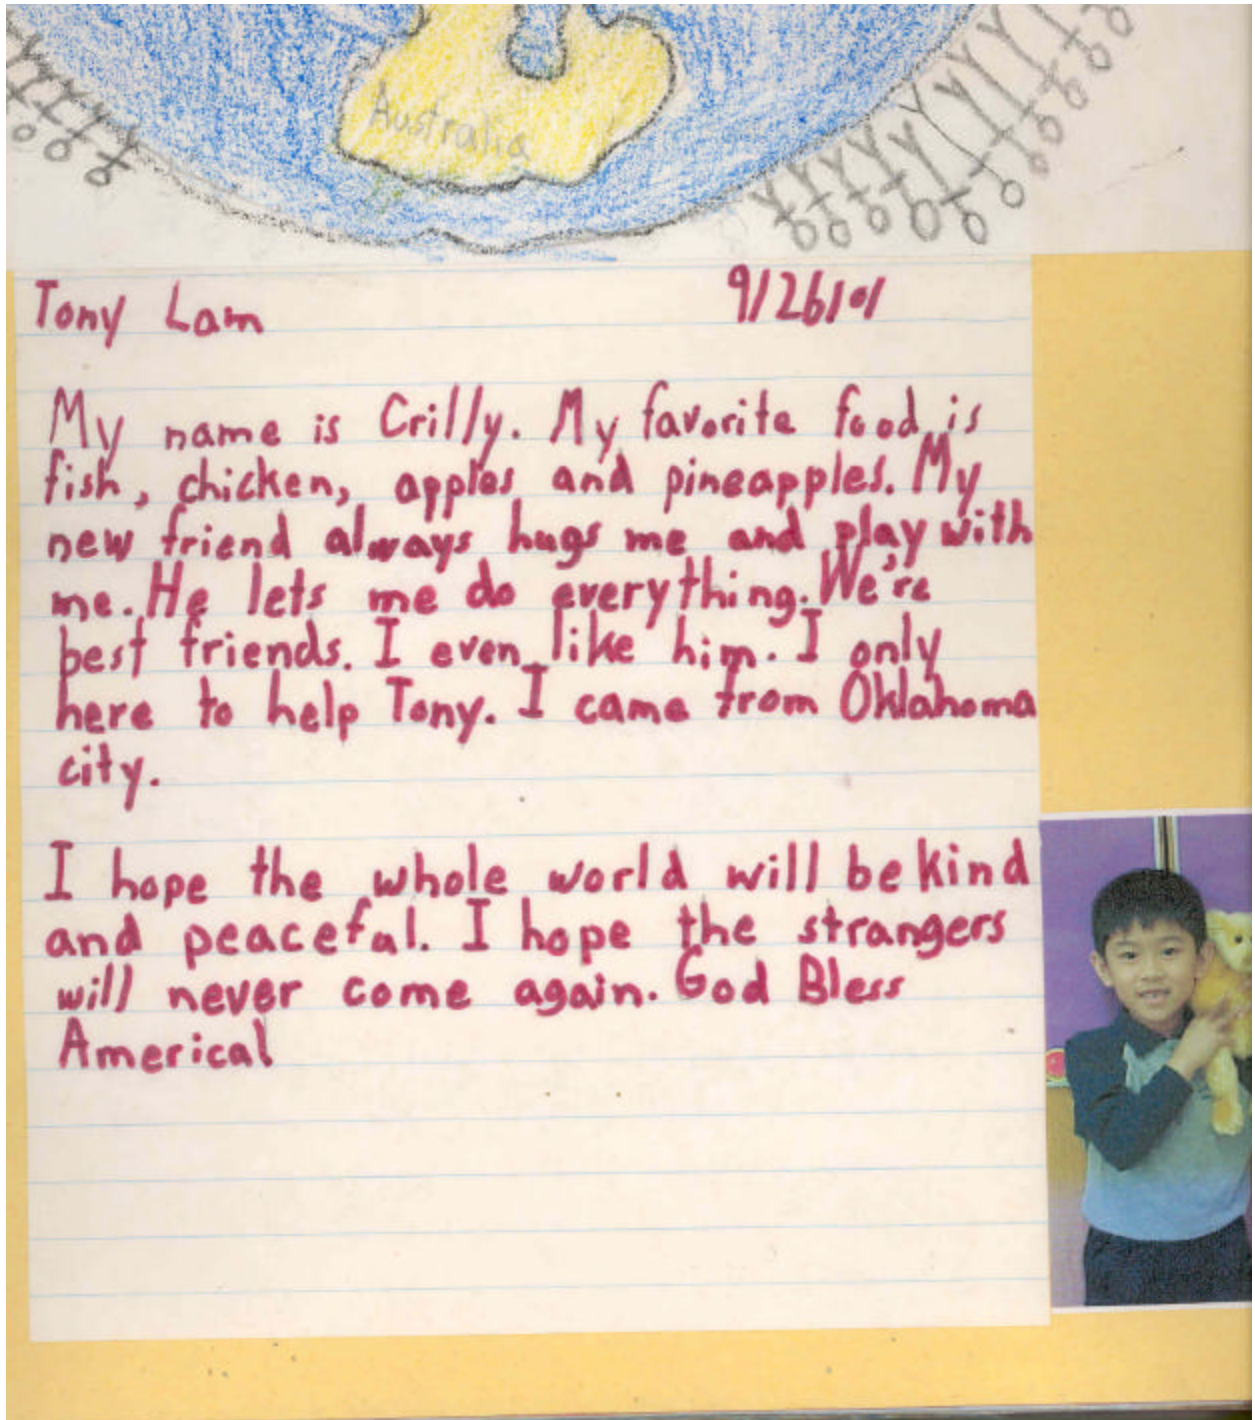 Australia
Tony Lam 9/26/01
My name is Crilly. My favorite food is
fish, chicken, apples and pineapples. My
new friend always hugs me and play with
me. He lets me do everything. We're
best friends. I even like him. I only
here to help Tony. I came from Oklahoma
city.
I hope the whole world will be kind
and peaceful. I hope the strangers
will never come again. God Bless
America!